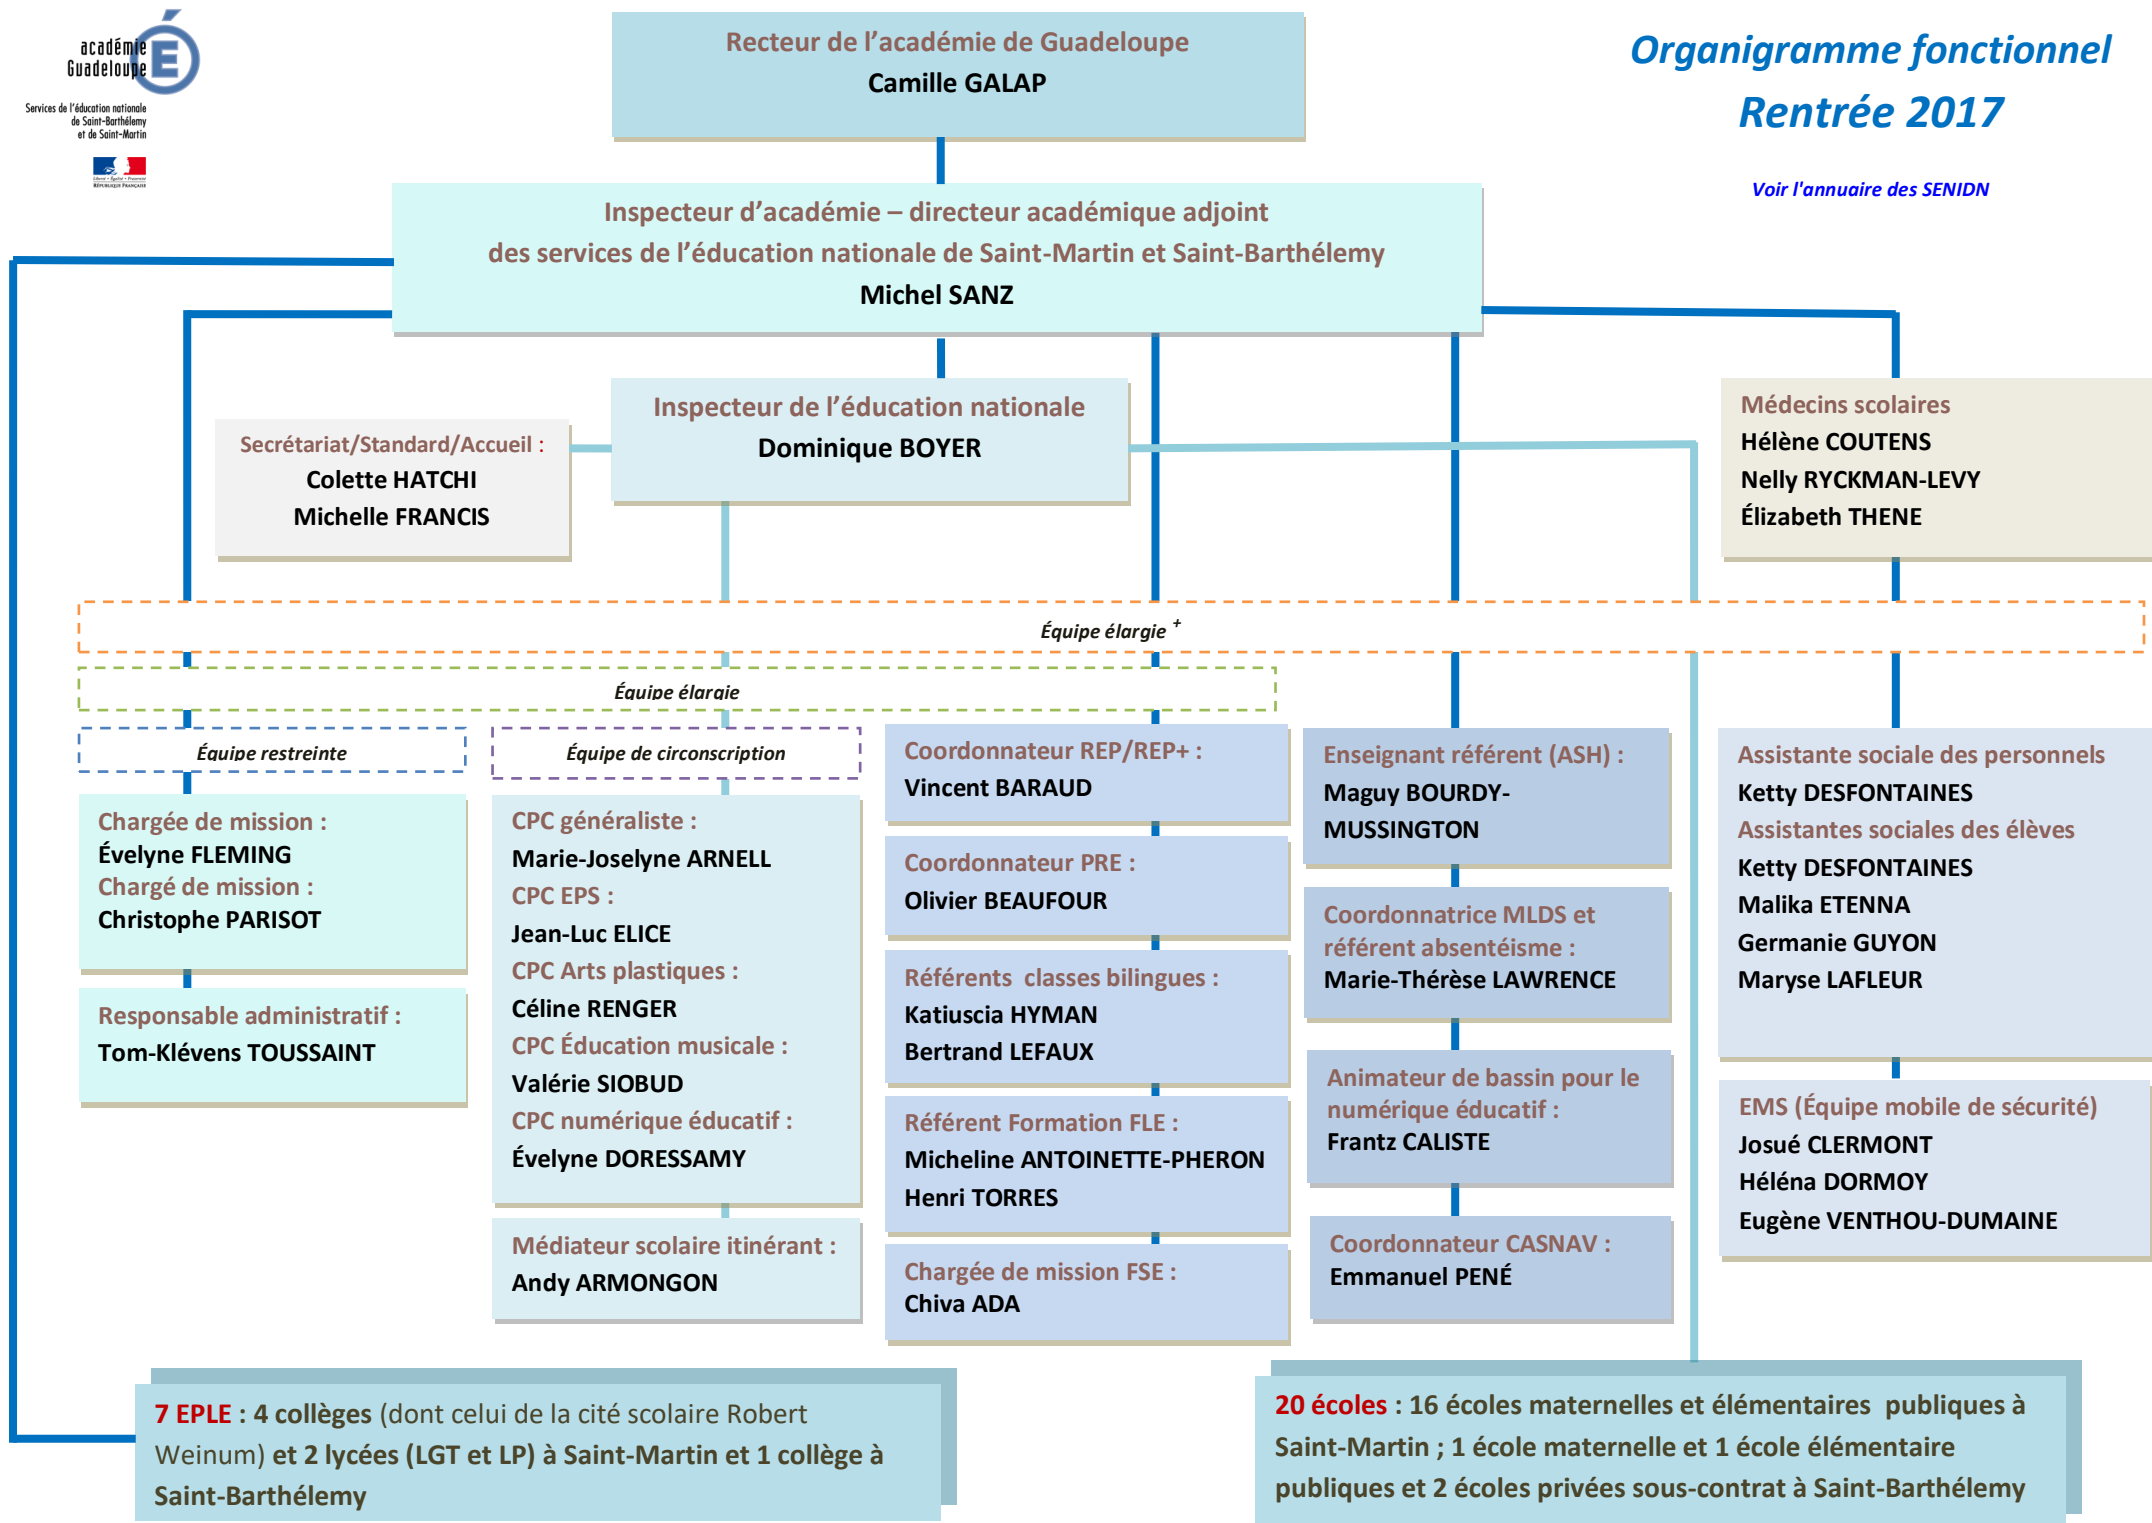 académie
Guadeloupe
Services de l'éducation nationale
de Saint-Barthélemy
et de Saint-Martin
Liberté • Égalité • Fraternité
RÉPUBLIQUE FRANÇAISE
Recteur de l'académie de Guadeloupe
Camille GALAP
Organigramme fonctionnel
Rentrée 2017
Voir l'annuaire des SENIDN
Inspecteur d'académie – directeur académique adjoint
des services de l'éducation nationale de Saint-Martin et Saint-Barthélemy
Michel SANZ
Inspecteur de l'éducation nationale
Dominique BOYER
Secrétariat/Standard/Accueil :
Colette HATCHI
Michelle FRANCIS
Médecins scolaires
Hélène COUTENS
Nelly RYCKMAN-LEVY
Élizabeth THENE
Équipe élargie +
Équipe élargie
Équipe restreinte
Chargée de mission :
Évelyne FLEMING
Chargé de mission :
Christophe PARISOT
Responsable administratif :
Tom-Klévens TOUSSAINT
Équipe de circonscription
CPC généraliste :
Marie-Joselyne ARNELL
CPC EPS :
Jean-Luc ELICE
CPC Arts plastiques :
Céline RENGER
CPC Éducation musicale :
Valérie SIOBUD
CPC numérique éducatif :
Évelyne DORESSAMY
Médiateur scolaire itinérant :
Andy ARMONGON
Coordonnateur REP/REP+ :
Vincent BARAUD
Coordonnateur PRE :
Olivier BEAUFOUR
Référents  classes bilingues :
Katiuscia HYMAN
Bertrand LEFAUX
Référent Formation FLE :
Micheline ANTOINETTE-PHERON
Henri TORRES
Chargée de mission FSE :
Chiva ADA
Enseignant référent (ASH) :
Maguy BOURDY-
MUSSINGTON
Coordonnatrice MLDS et
référent absentéisme :
Marie-Thérèse LAWRENCE
Animateur de bassin pour le
numérique éducatif :
Frantz CALISTE
Coordonnateur CASNAV :
Emmanuel PENÉ
Assistante sociale des personnels
Ketty DESFONTAINES
Assistantes sociales des élèves
Ketty DESFONTAINES
Malika ETENNA
Germanie GUYON
Maryse LAFLEUR
EMS (Équipe mobile de sécurité)
Josué CLERMONT
Héléna DORMOY
Eugène VENTHOU-DUMAINE
7 EPLE : 4 collèges (dont celui de la cité scolaire Robert
Weinum) et 2 lycées (LGT et LP) à Saint-Martin et 1 collège à
Saint-Barthélemy
20 écoles : 16 écoles maternelles et élémentaires  publiques à
Saint-Martin ; 1 école maternelle et 1 école élémentaire
publiques et 2 écoles privées sous-contrat à Saint-Barthélemy